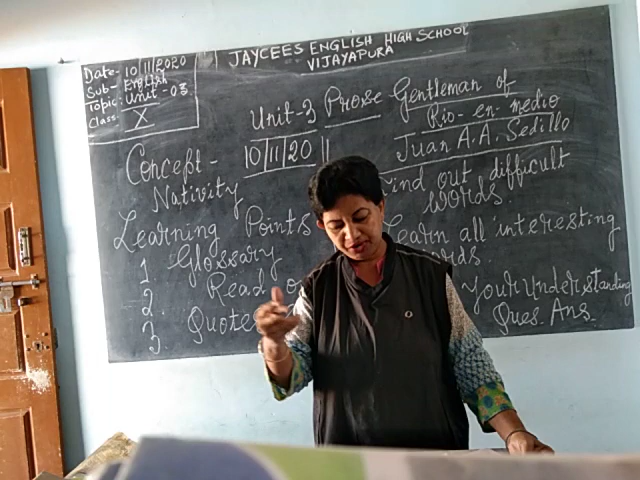 Date- 10/11/2020
Sub- English
Topic: Unit-03
Class- X
JAYCEES ENGLISH HIGH SCHOOL
VIJAYAPURA
Unit-3 Prose Gentleman of
Rio-en-medio
10/11/20 Juan A.A. Sedillo
Concept-
Nativity
Find out difficult
words.
Learning Points
1 Glossary
Learn all interesting
words.
2. Read
your understanding
3 Quote
Ques-Ans.